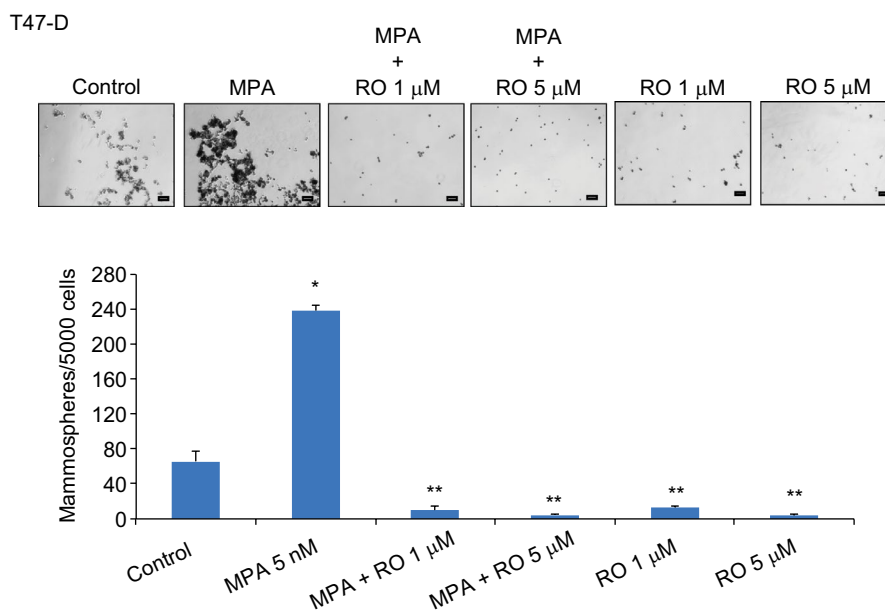 T47-D
Control
MPA
MPA
+
RO 1 μM
MPA
+
RO 5 μM
RO 1 μM
RO 5 μM
Mammospheres/5000 cells
280
240
200
160
120
80
40
0
*
**
**
**
**
Control
MPA 5 nM
MPA + RO 1 μM
MPA + RO 5 μM
RO 1 μM
RO 5 μM